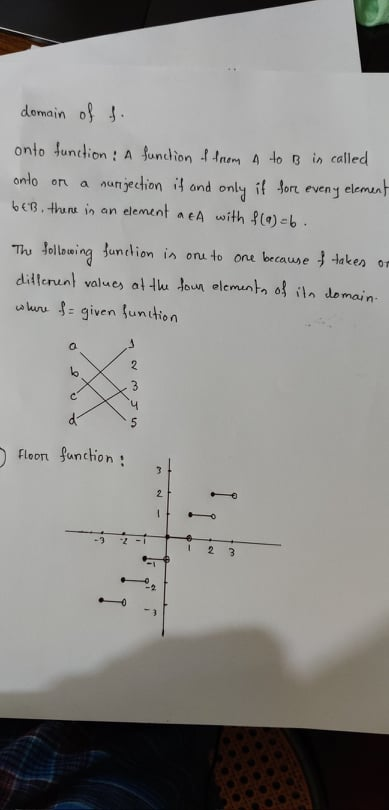 domain of f.
onto function: A function f from A to B is called
onto or a surjection if and only if for every element
b∈B, there is an element a∈A with f(a)=b.
The following function is one to one because f takes on
different values at the four elements of its domain.
where f = given function
a 1
b 2
c 3
d 4
5
Floor function:
3
2
1
-3 -2 -1 1 2 3
-1
-2
-3